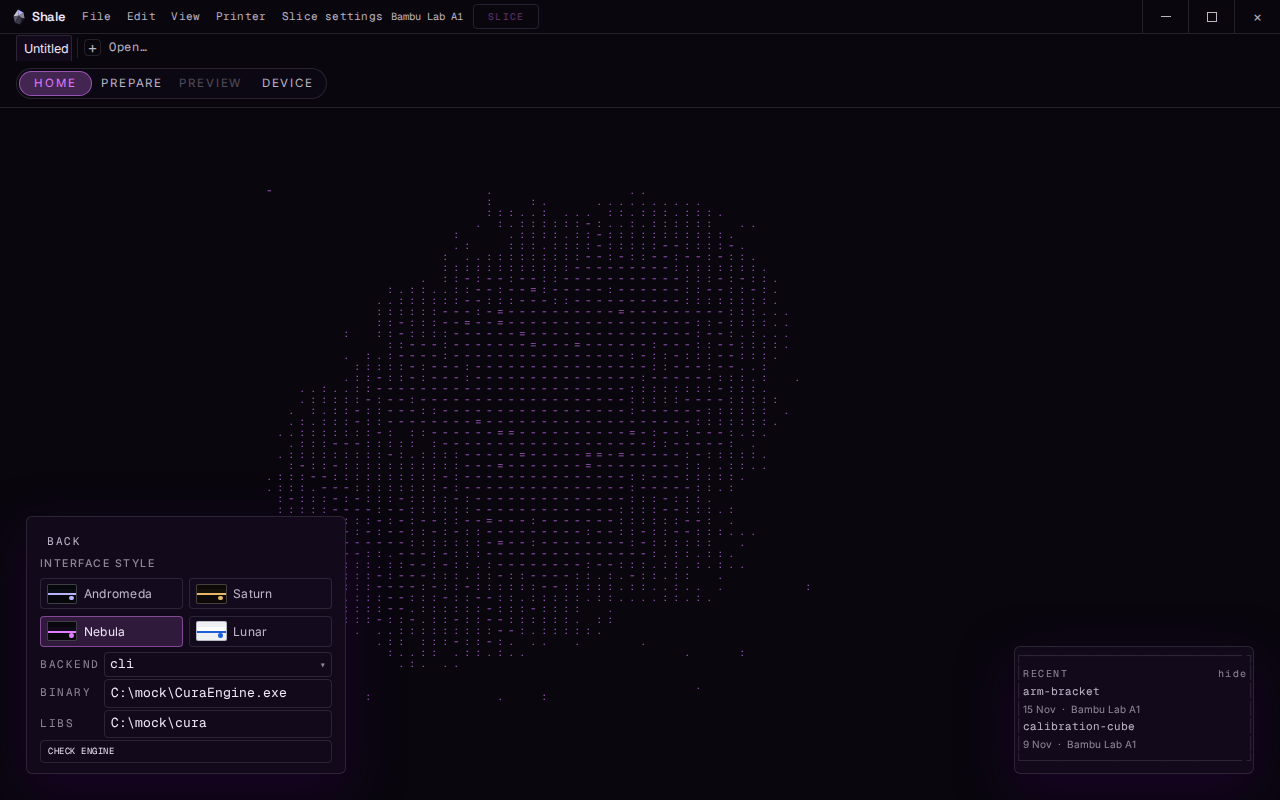 Shale File Edit View Printer Slice settings Bambu Lab A1 SLICE
Untitled + Open…
HOME PREPARE PREVIEW DEVICE
BACK
INTERFACE STYLE
Andromeda Saturn
Nebula Lunar
BACKEND cli
BINARY C:\mock\CuraEngine.exe
LIBS C:\mock\cura
CHECK ENGINE
RECENT hide
arm-bracket
15 Nov · Bambu Lab A1
calibration-cube
9 Nov · Bambu Lab A1